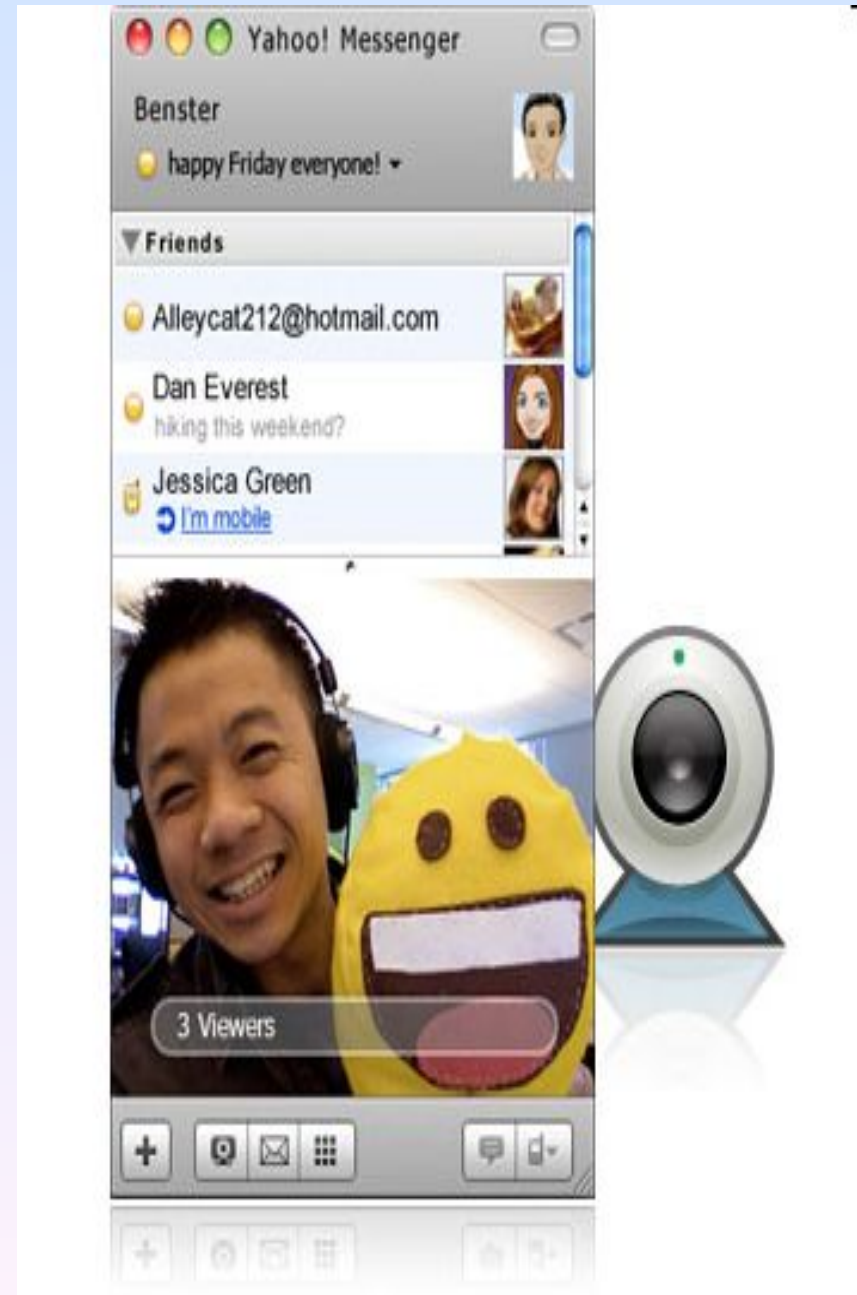 Yahoo! Messenger
Benster
happy Friday everyone!
Friends
Alleycat212@hotmail.com
Dan Everest
hiking this weekend?
Jessica Green
I'm mobile
3 Viewers